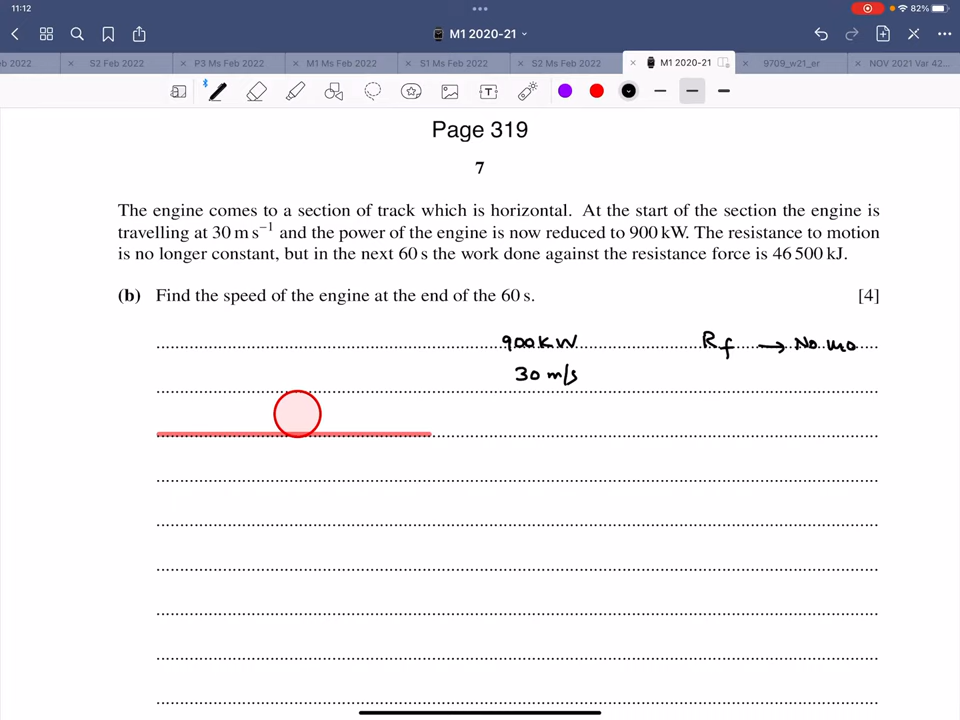 11:12
82%
M1 2020-21
bb 2022
S2 Feb 2022
P3 Ms Feb 2022
M1 Ms Feb 2022
S1 Ms Feb 2022
S2 Ms Feb 2022
M1 2020-21
9709_w21_er
NOV 2021 Var 42...
Page 319
7
The engine comes to a section of track which is horizontal. At the start of the section the engine is
travelling at 30 m s⁻¹ and the power of the engine is now reduced to 900 kW. The resistance to motion
is no longer constant, but in the next 60 s the work done against the resistance force is 46 500 kJ.
(b) Find the speed of the engine at the end of the 60 s. [4]
900KW Rf → No mo
30 m/s